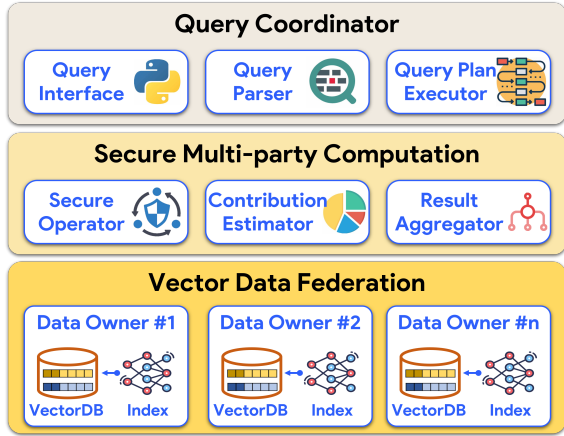 Query Coordinator
Query
Interface
Query
Parser
Query Plan
Executor
Secure Multi-party Computation
Secure
Operator
Contribution
Estimator
Result
Aggregator
Vector Data Federation
Data Owner #1
VectorDB
Index
Data Owner #2
VectorDB
Index
Data Owner #n
VectorDB
Index